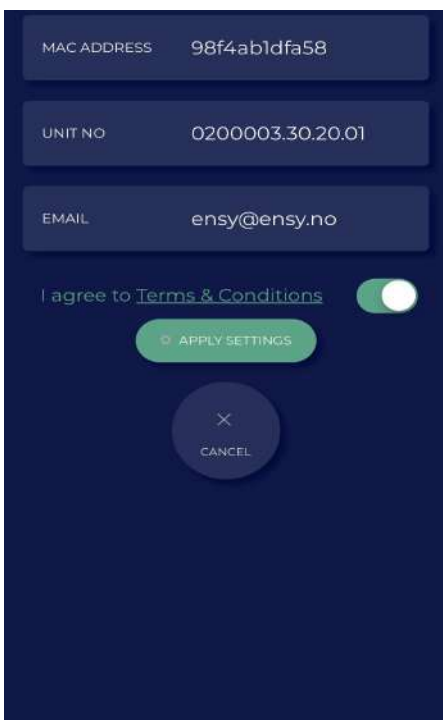 MAC ADDRESS 98f4ab1dfa58
UNIT NO 0200003.30.20.01
EMAIL ensy@ensy.no
I agree to Terms & Conditions
APPLY SETTINGS
CANCEL